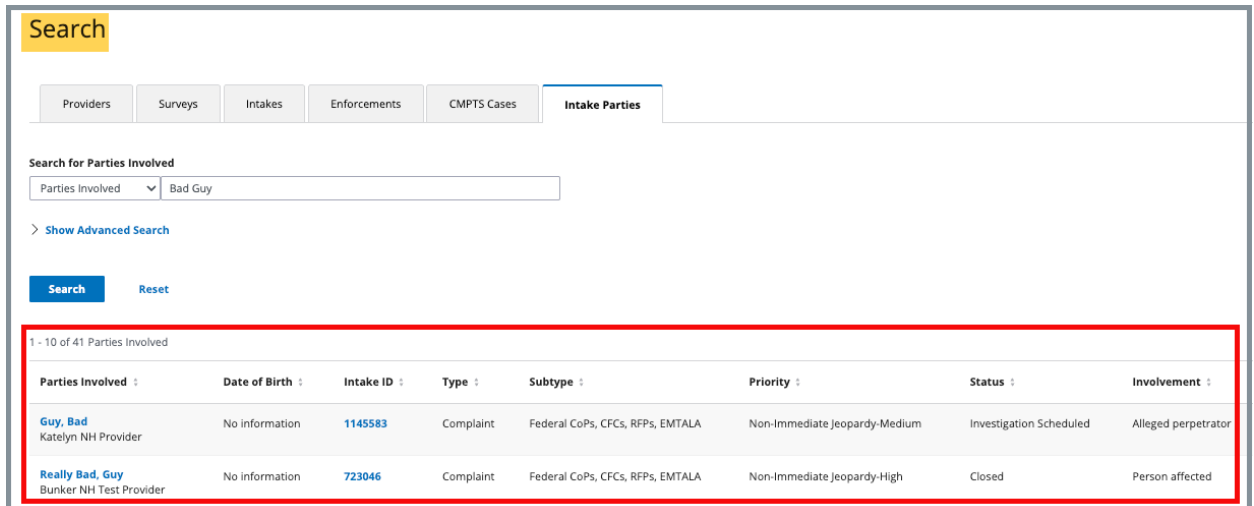 Search
Providers Surveys Intakes Enforcements CMPTS Cases Intake Parties
Search for Parties Involved
Parties Involved Bad Guy
Show Advanced Search
Search Reset
1 - 10 of 41 Parties Involved
Parties Involved Date of Birth Intake ID Type Subtype Priority Status Involvement
Guy, Bad No information 1145583 Complaint Federal CoPs, CFCs, RFPs, EMTALA Non-Immediate Jeopardy-Medium Investigation Scheduled Alleged perpetrator
Katelyn NH Provider
Really Bad, Guy No information 723046 Complaint Federal CoPs, CFCs, RFPs, EMTALA Non-Immediate Jeopardy-High Closed Person affected
Bunker NH Test Provider